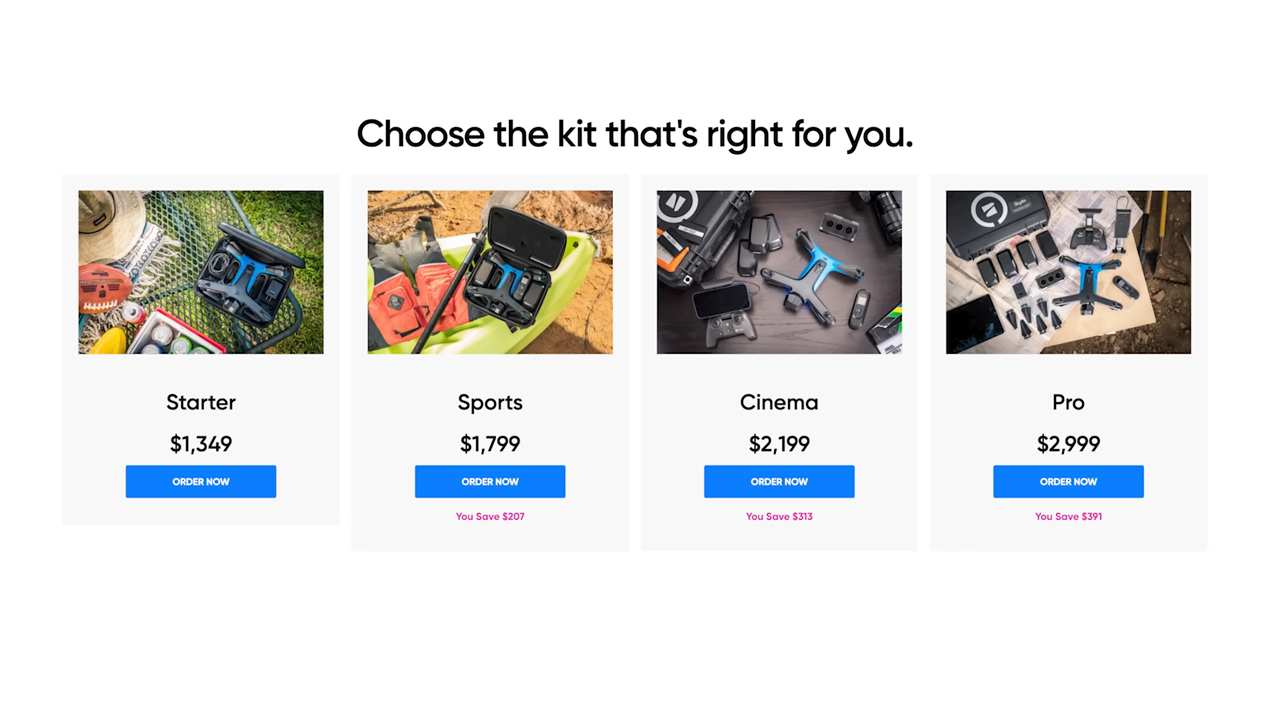 Choose the kit that's right for you.
Starter
$1,349
ORDER NOW
Sports
$1,799
ORDER NOW
You Save $207
Cinema
$2,199
ORDER NOW
You Save $313
Pro
$2,999
ORDER NOW
You Save $391